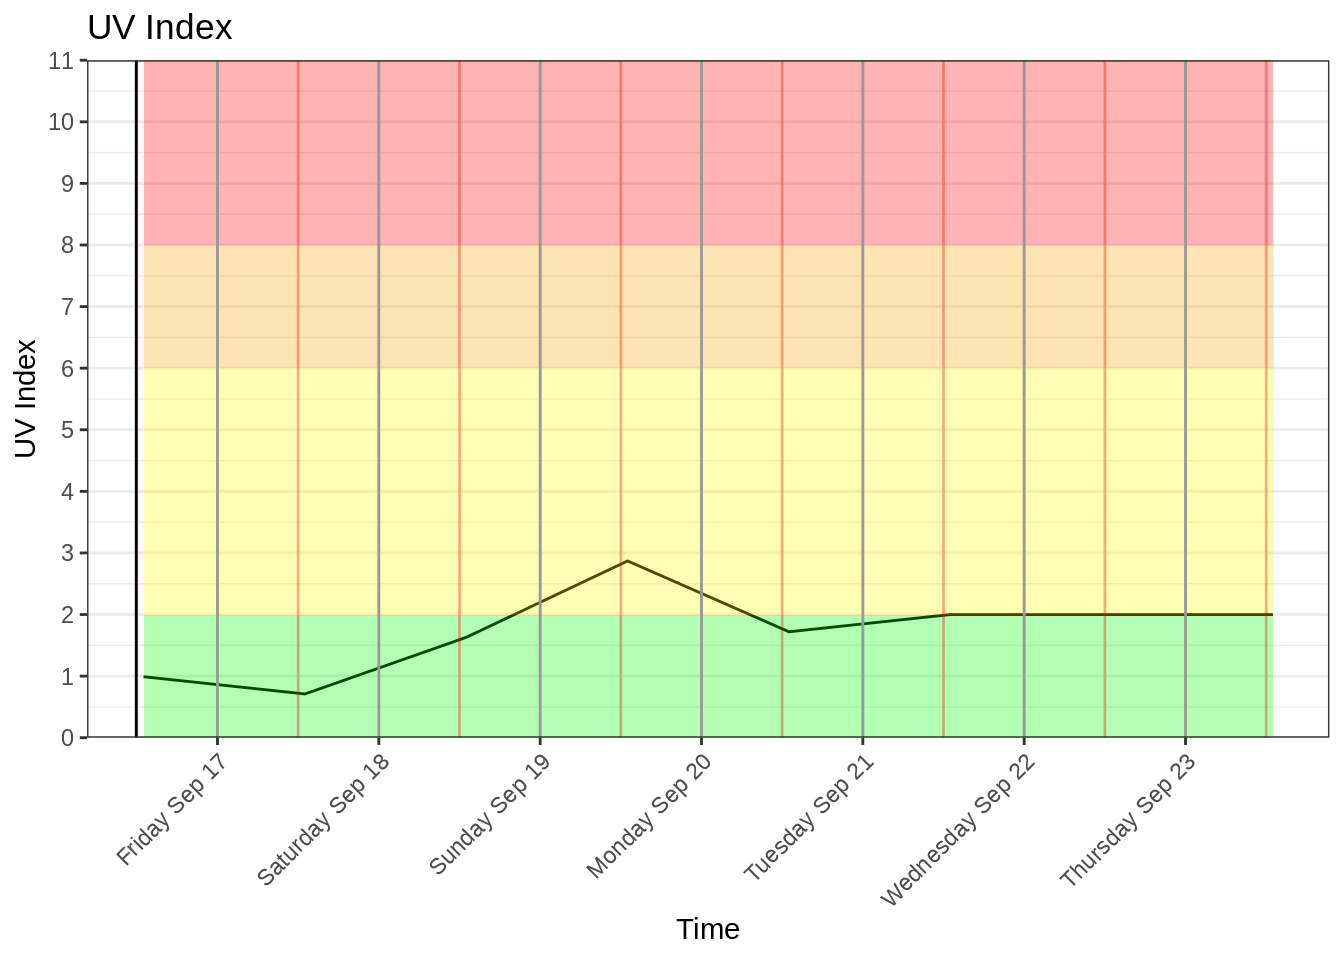 UV Index
11
10
9
8
7
6
5
4
3
2
1
0
UV Index
Friday Sep 17
Saturday Sep 18
Sunday Sep 19
Monday Sep 20
Tuesday Sep 21
Wednesday Sep 22
Thursday Sep 23
Time